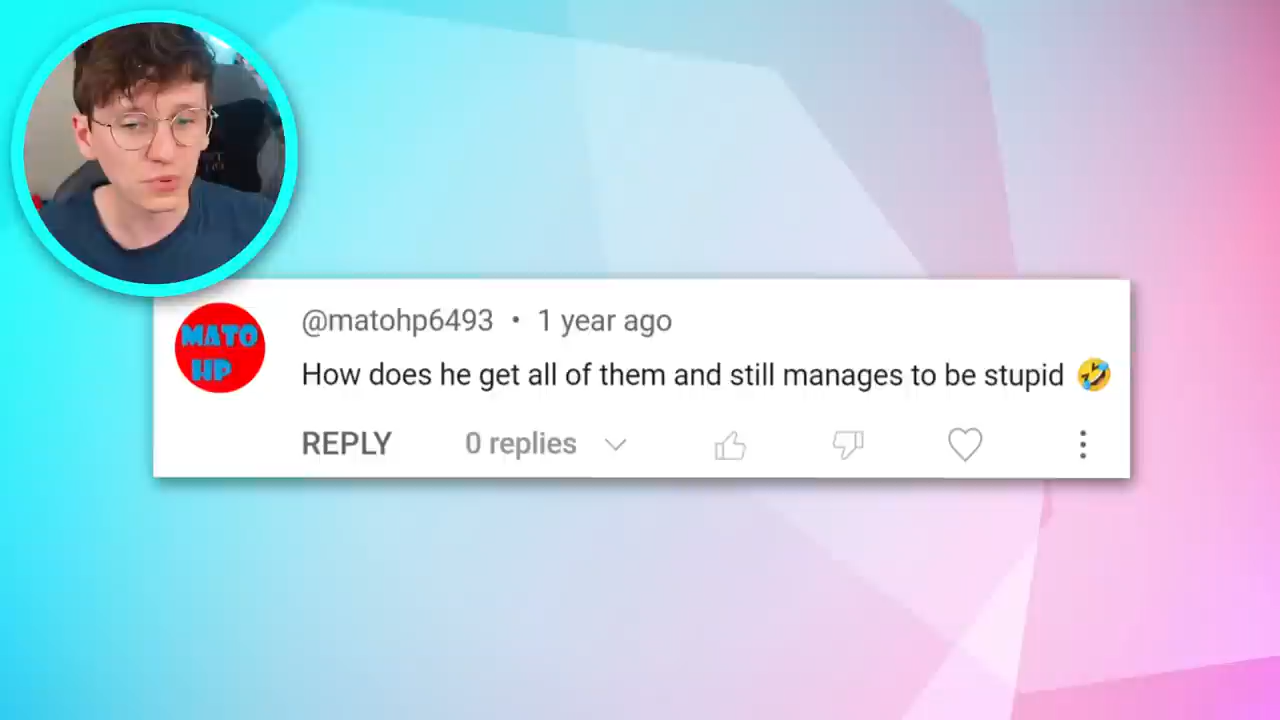 @matohp6493 • 1 year ago
MATO
HP
How does he get all of them and still manages to be stupid 🤣
REPLY 0 replies